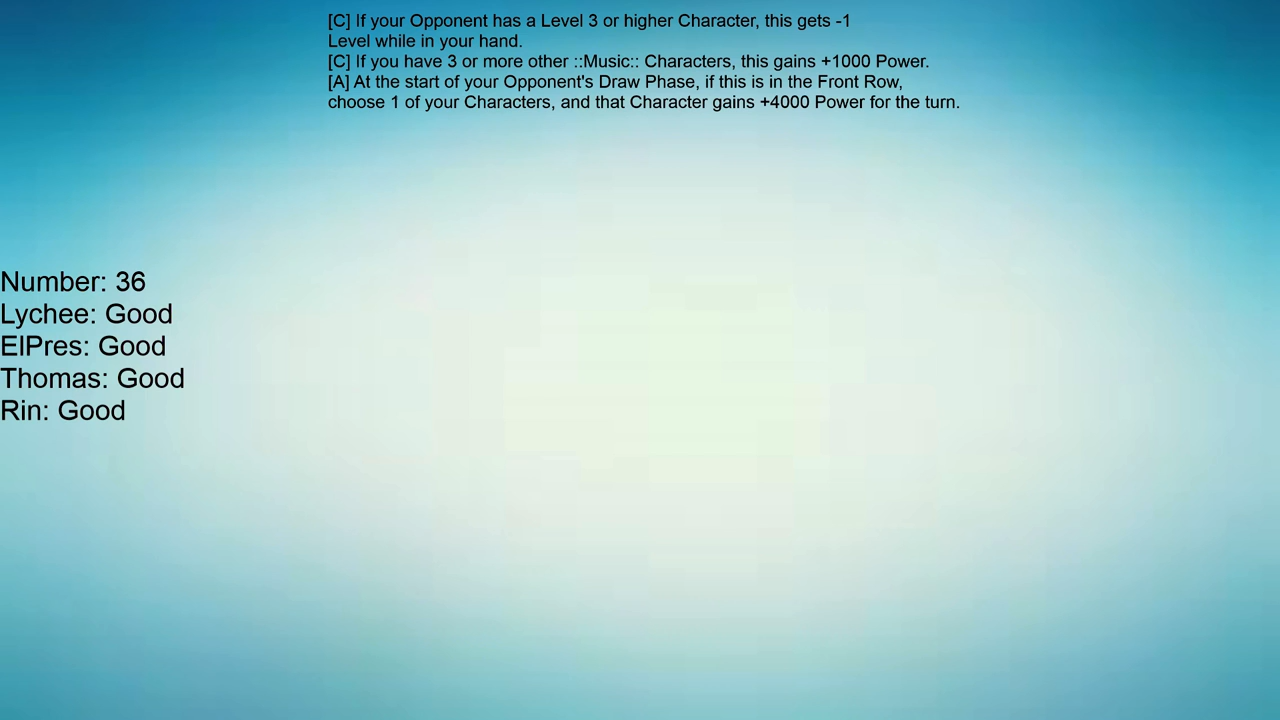 [C] If your Opponent has a Level 3 or higher Character, this gets -1
Level while in your hand.
[C] If you have 3 or more other ::Music:: Characters, this gains +1000 Power.
[A] At the start of your Opponent's Draw Phase, if this is in the Front Row,
choose 1 of your Characters, and that Character gains +4000 Power for the turn.
Number: 36
Lychee: Good
ElPres: Good
Thomas: Good
Rin: Good